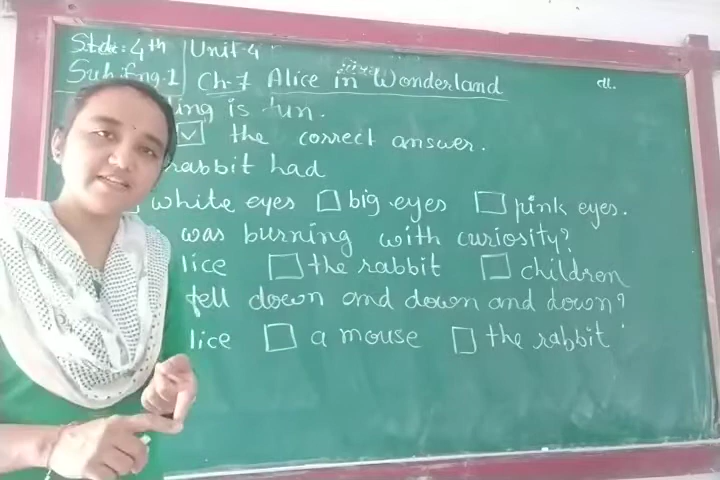 Std: 4th | Unit-4
Sub: Eng-1 | Ch-7 Alice in Wonderland
ding is fun.
☑ the correct answer.
rabbit had
white eyes ☐ big eyes ☐ pink eyes.
was burning with curiosity?
lice ☐ the rabbit ☐ children
fell down and down and down?
lice ☐ a mouse ☐ the rabbit